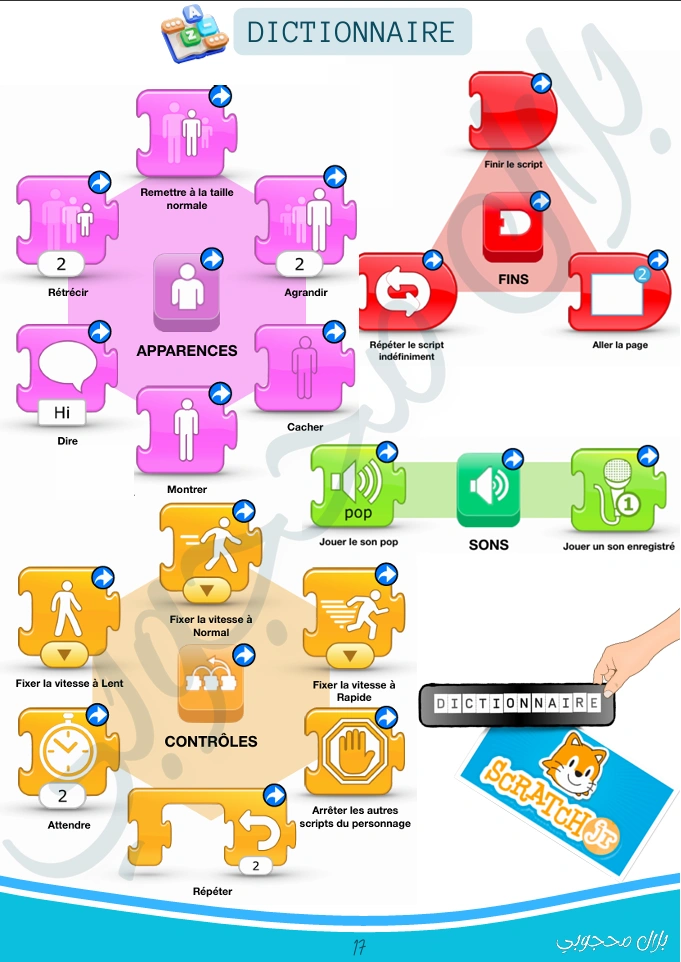 DICTIONNAIRE
Finir le script
Remettre à la taille
normale
2
Rétrécir
2
Agrandir
FINS
2
Répéter le script
indéfiniment
Aller la page
APPARENCES
Hi
Dire
Cacher
Montrer
pop
Jouer le son pop
SONS
1
Jouer un son enregistré
Fixer la vitesse à
Normal
Fixer la vitesse à Lent
Fixer la vitesse à
Rapide
CONTRÔLES
DICTIONNAIRE
SCRATCH jr
2
Attendre
Arrêter les autres
scripts du personnage
2
Répéter
17
بلال محجوبي
بلال محجوبي